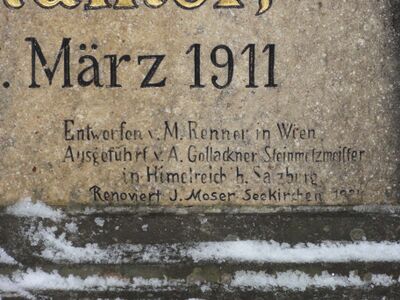 . März 1911
Entworfen v. M. Renner in Wien
Ausgeführt v. A. Gollackner Steinmetzmeister
in Himelreich b. Salzburg
Renoviert J. Moser Seekirchen